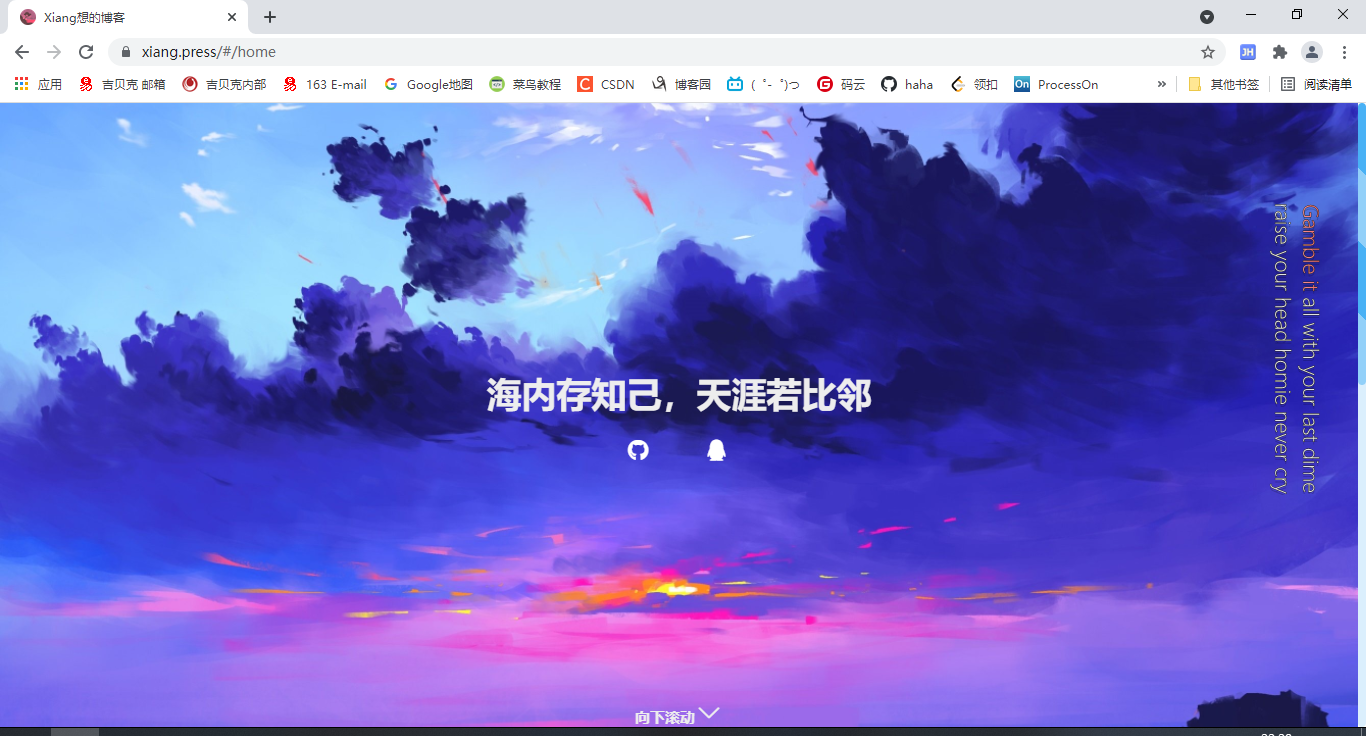 Xiang想的博客
xiang.press/#/home
应用 吉贝克 邮箱 吉贝克内部 163 E-mail Google地图 菜鸟教程 CSDN 博客园 ( ゜- ゜)つ 码云 haha 领扣 ProcessOn » 其他书签 阅读清单
JH
On
Gamble it all with your last dime
raise your head homie never cry
海内存知己，天涯若比邻
向下滚动